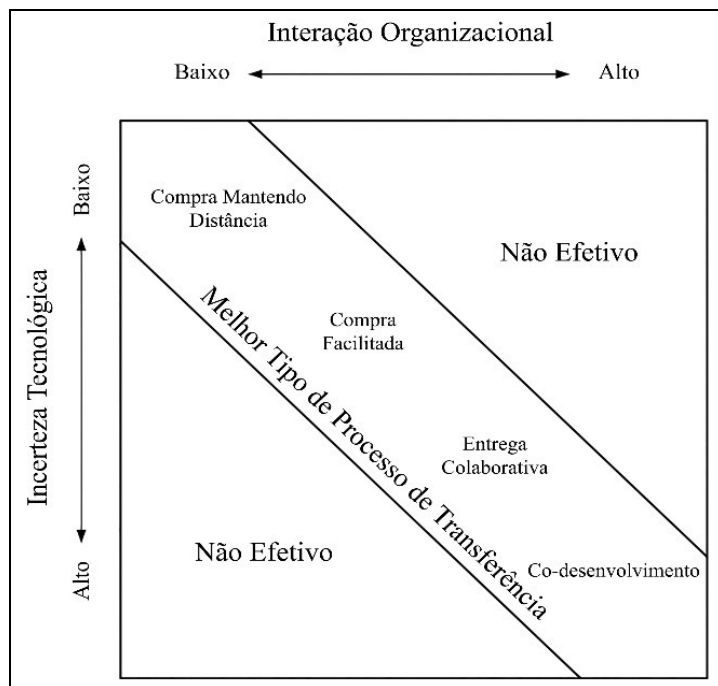 Interação Organizacional
Baixo
Alto
Incerteza Tecnológica
Baixo
Alto
Compra Mantendo
Distância
Não Efetivo
Compra
Facilitada
Melhor Tipo de Processo de Transferência
Entrega
Colaborativa
Não Efetivo
Co-desenvolvimento